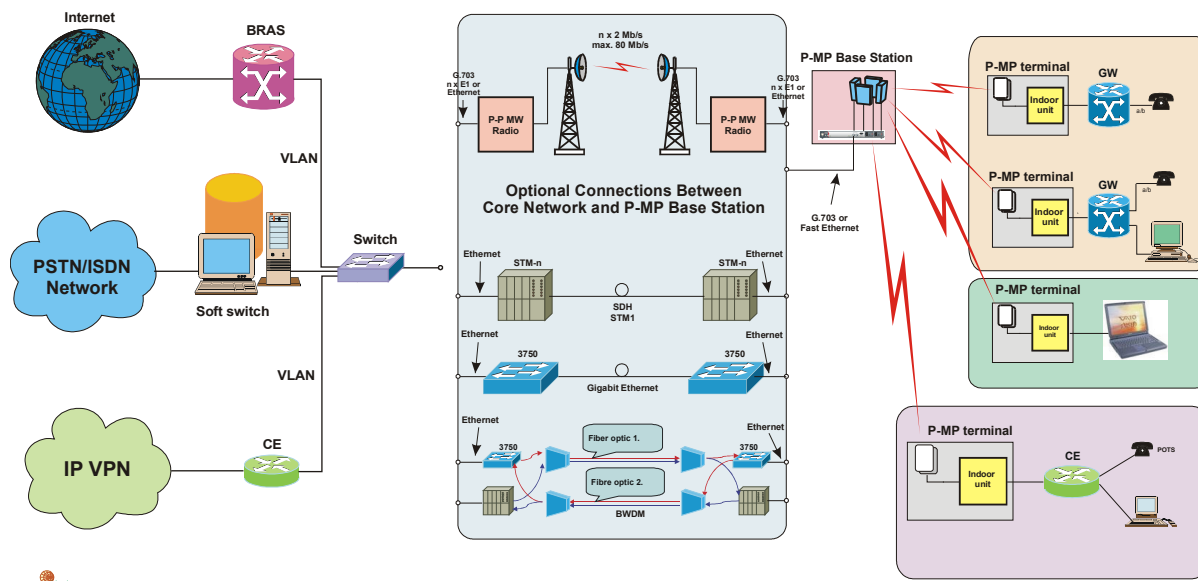 Internet
BRAS
VLAN
PSTN/ISDN
Network
Soft switch
Switch
VLAN
IP VPN
CE
n x 2 Mb/s
max. 80 Mb/s
G.703
n x E1 or
Ethernet
P-P MW
Radio
P-P MW
Radio
G.703
n x E1 or
Ethernet
Optional Connections Between
Core Network and P-MP Base Station
Ethernet
STM-n
STM-n
Ethernet
SDH
STM1
Ethernet
3750
3750
Ethernet
Gigabit Ethernet
Ethernet
3750
Fiber optic 1.
3750
Ethernet
Fibre optic 2.
BWDM
P-MP Base Station
G.703 or
Fast Ethernet
P-MP terminal
Indoor
unit
GW
a/b
P-MP terminal
Indoor
unit
GW
a/b
P-MP terminal
Indoor
unit
P-MP terminal
Indoor
unit
CE
POTS